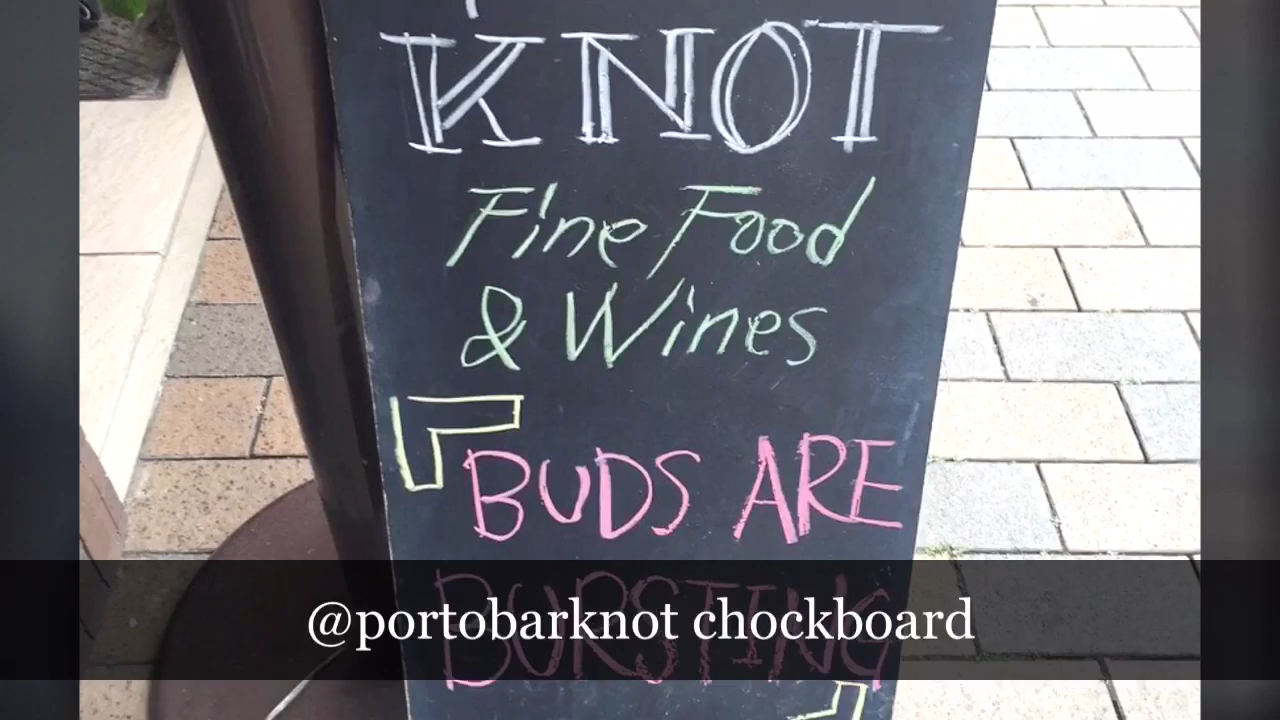 KNOT
Fine Food
& Wines
BUDS ARE
BURSTING
@portobarknot chockboard